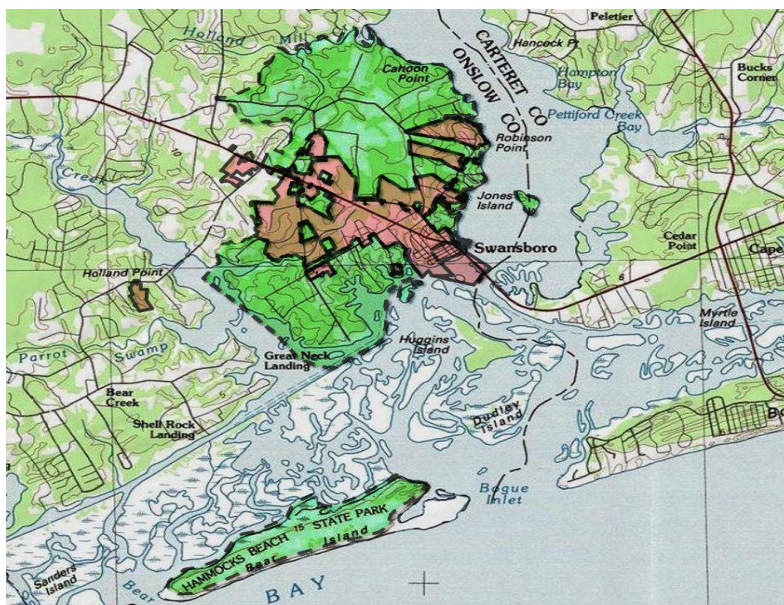 Peletier
Holland Mill
Hancock Pt
CARTERET CO
ONSLOW CO
Cahoon
Point
Hampton
Bay
Bucks
Corner
Pettiford Creek
Bay
Robinson
Point
10
Creek
Jones
Island
Swansboro
Cedar
Point
Cape
Holland Point
6
Myrtle
Island
Parrot Swamp
Great Neck
Landing
Huggins
Island
Bear
Creek
Shell Rock
Landing
Dudley
Island
Bogue
Inlet
HAMMOCKS BEACH 15 STATE PARK
Bear Island
Sanders
Island
Bear
BAY